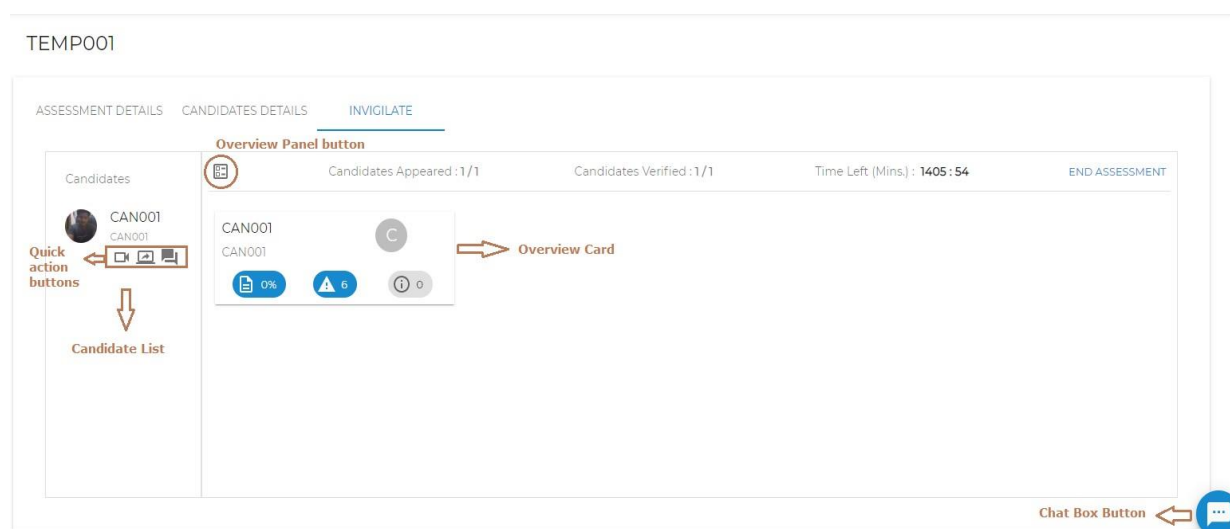 TEMP001
ASSESSMENT DETAILS CANDIDATES DETAILS INVIGILATE
Overview Panel button
Candidates
Candidates Appeared : 1 / 1
Candidates Verified : 1 / 1
Time Left (Mins.) : 1405 : 54
END ASSESSMENT
CAN001
CAN001
Quick
action
buttons
Candidate List
CAN001
CAN001
C
0%
6
0
Overview Card
Chat Box Button